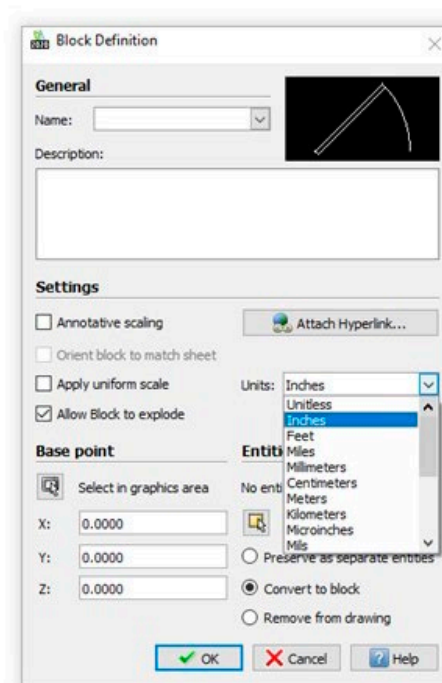 Block Definition
General
Name:
Description:
Settings
Annotative scaling
Attach Hyperlink...
Orient block to match sheet
Apply uniform scale
Units: Inches
Allow Block to explode
Unitless
Inches
Feet
Miles
Millimeters
Centimeters
Meters
Kilometers
Microinches
Mils
Base point
Entiti
Select in graphics area
No enti
X: 0.0000
Y: 0.0000
Z: 0.0000
Preserve as separate entities
Convert to block
Remove from drawing
OK
Cancel
Help